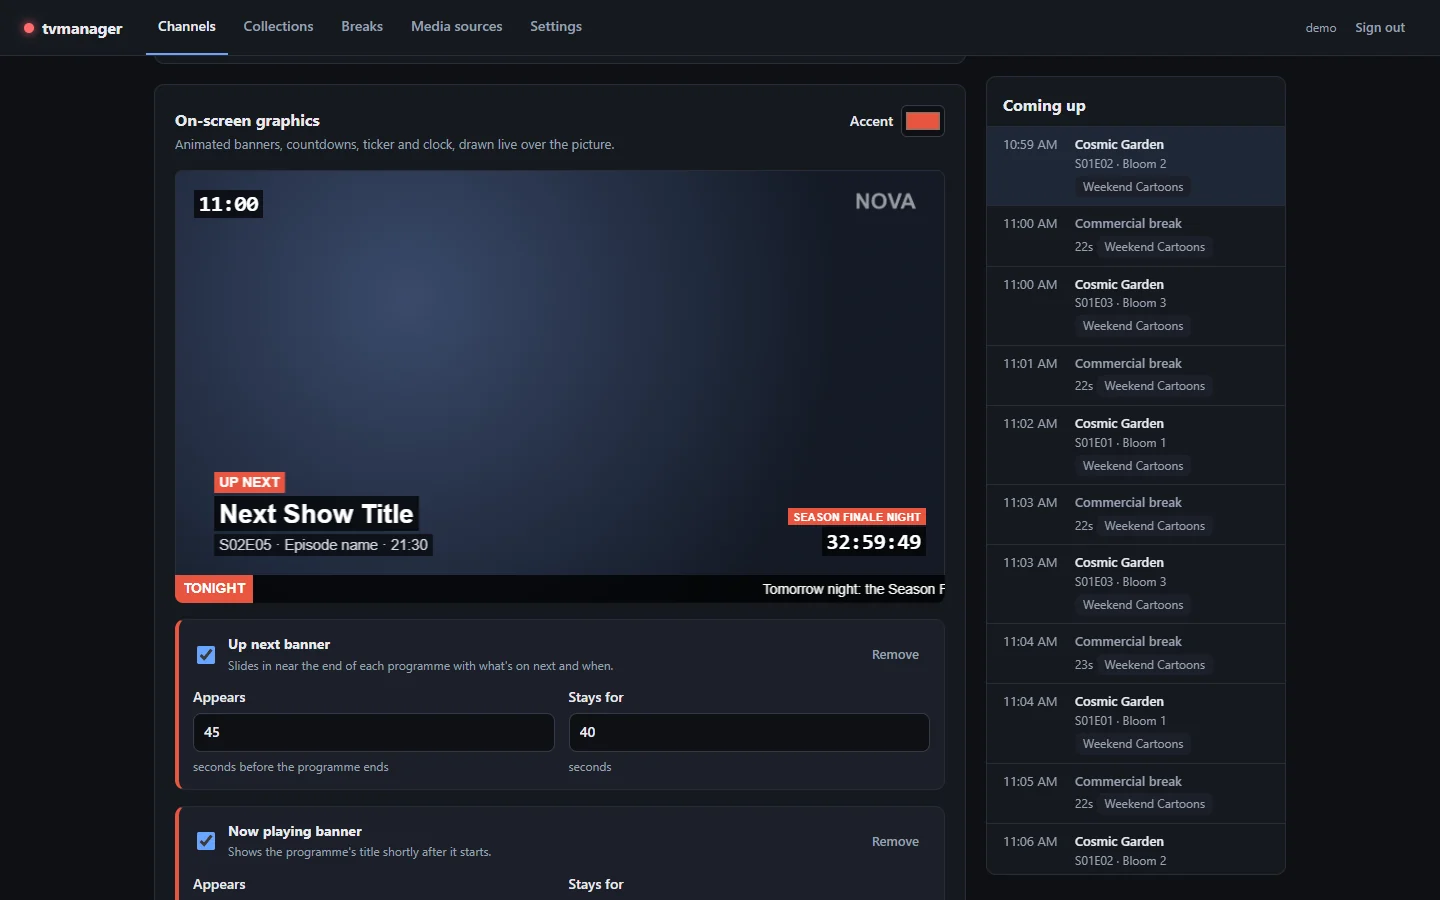 tvmanager
Channels
Collections
Breaks
Media sources
Settings
demo
Sign out
On-screen graphics
Animated banners, countdowns, ticker and clock, drawn live over the picture.
Accent
11:00
NOVA
UP NEXT
Next Show Title
S02E05 · Episode name · 21:30
SEASON FINALE NIGHT
32:59:49
TONIGHT
Tomorrow night: the Season F
Up next banner
Slides in near the end of each programme with what's on next and when.
Remove
Appears
Stays for
45
40
seconds before the programme ends
seconds
Now playing banner
Shows the programme's title shortly after it starts.
Remove
Appears
Stays for
Coming up
10:59 AM
Cosmic Garden
S01E02 · Bloom 2
Weekend Cartoons
11:00 AM
Commercial break
22s Weekend Cartoons
11:00 AM
Cosmic Garden
S01E03 · Bloom 3
Weekend Cartoons
11:01 AM
Commercial break
22s Weekend Cartoons
11:02 AM
Cosmic Garden
S01E01 · Bloom 1
Weekend Cartoons
11:03 AM
Commercial break
22s Weekend Cartoons
11:03 AM
Cosmic Garden
S01E03 · Bloom 3
Weekend Cartoons
11:04 AM
Commercial break
23s Weekend Cartoons
11:04 AM
Cosmic Garden
S01E01 · Bloom 1
Weekend Cartoons
11:05 AM
Commercial break
22s Weekend Cartoons
11:06 AM
Cosmic Garden
S01E02 · Bloom 2